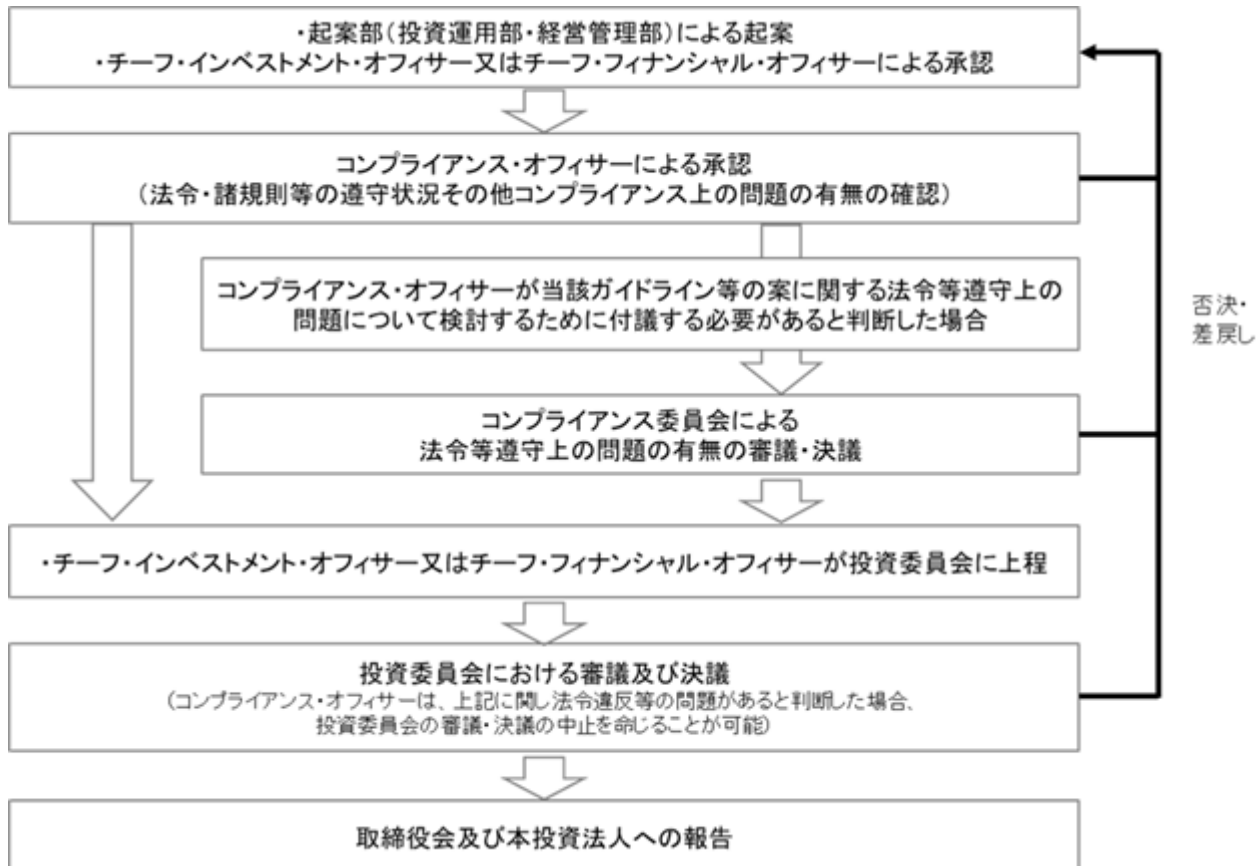 ・起案部(投資運用部・経営管理部)による起案
・チーフ・インベストメント・オフィサー又はチーフ・フィナンシャル・オフィサーによる承認
コンプライアンス・オフィサーによる承認
(法令・諸規則等の遵守状況その他コンプライアンス上の問題の有無の確認)
コンプライアンス・オフィサーが当該ガイドライン等の案に関する法令等遵守上の
問題について検討するために付議する必要があると判断した場合
否決・
差戻し
コンプライアンス委員会による
法令等遵守上の問題の有無の審議・決議
・チーフ・インベストメント・オフィサー又はチーフ・フィナンシャル・オフィサーが投資委員会に上程
投資委員会における審議及び決議
(コンプライアンス・オフィサーは、上記に関し法令違反等の問題があると判断した場合、
投資委員会の審議・決議の中止を命じることが可能)
取締役会及び本投資法人への報告